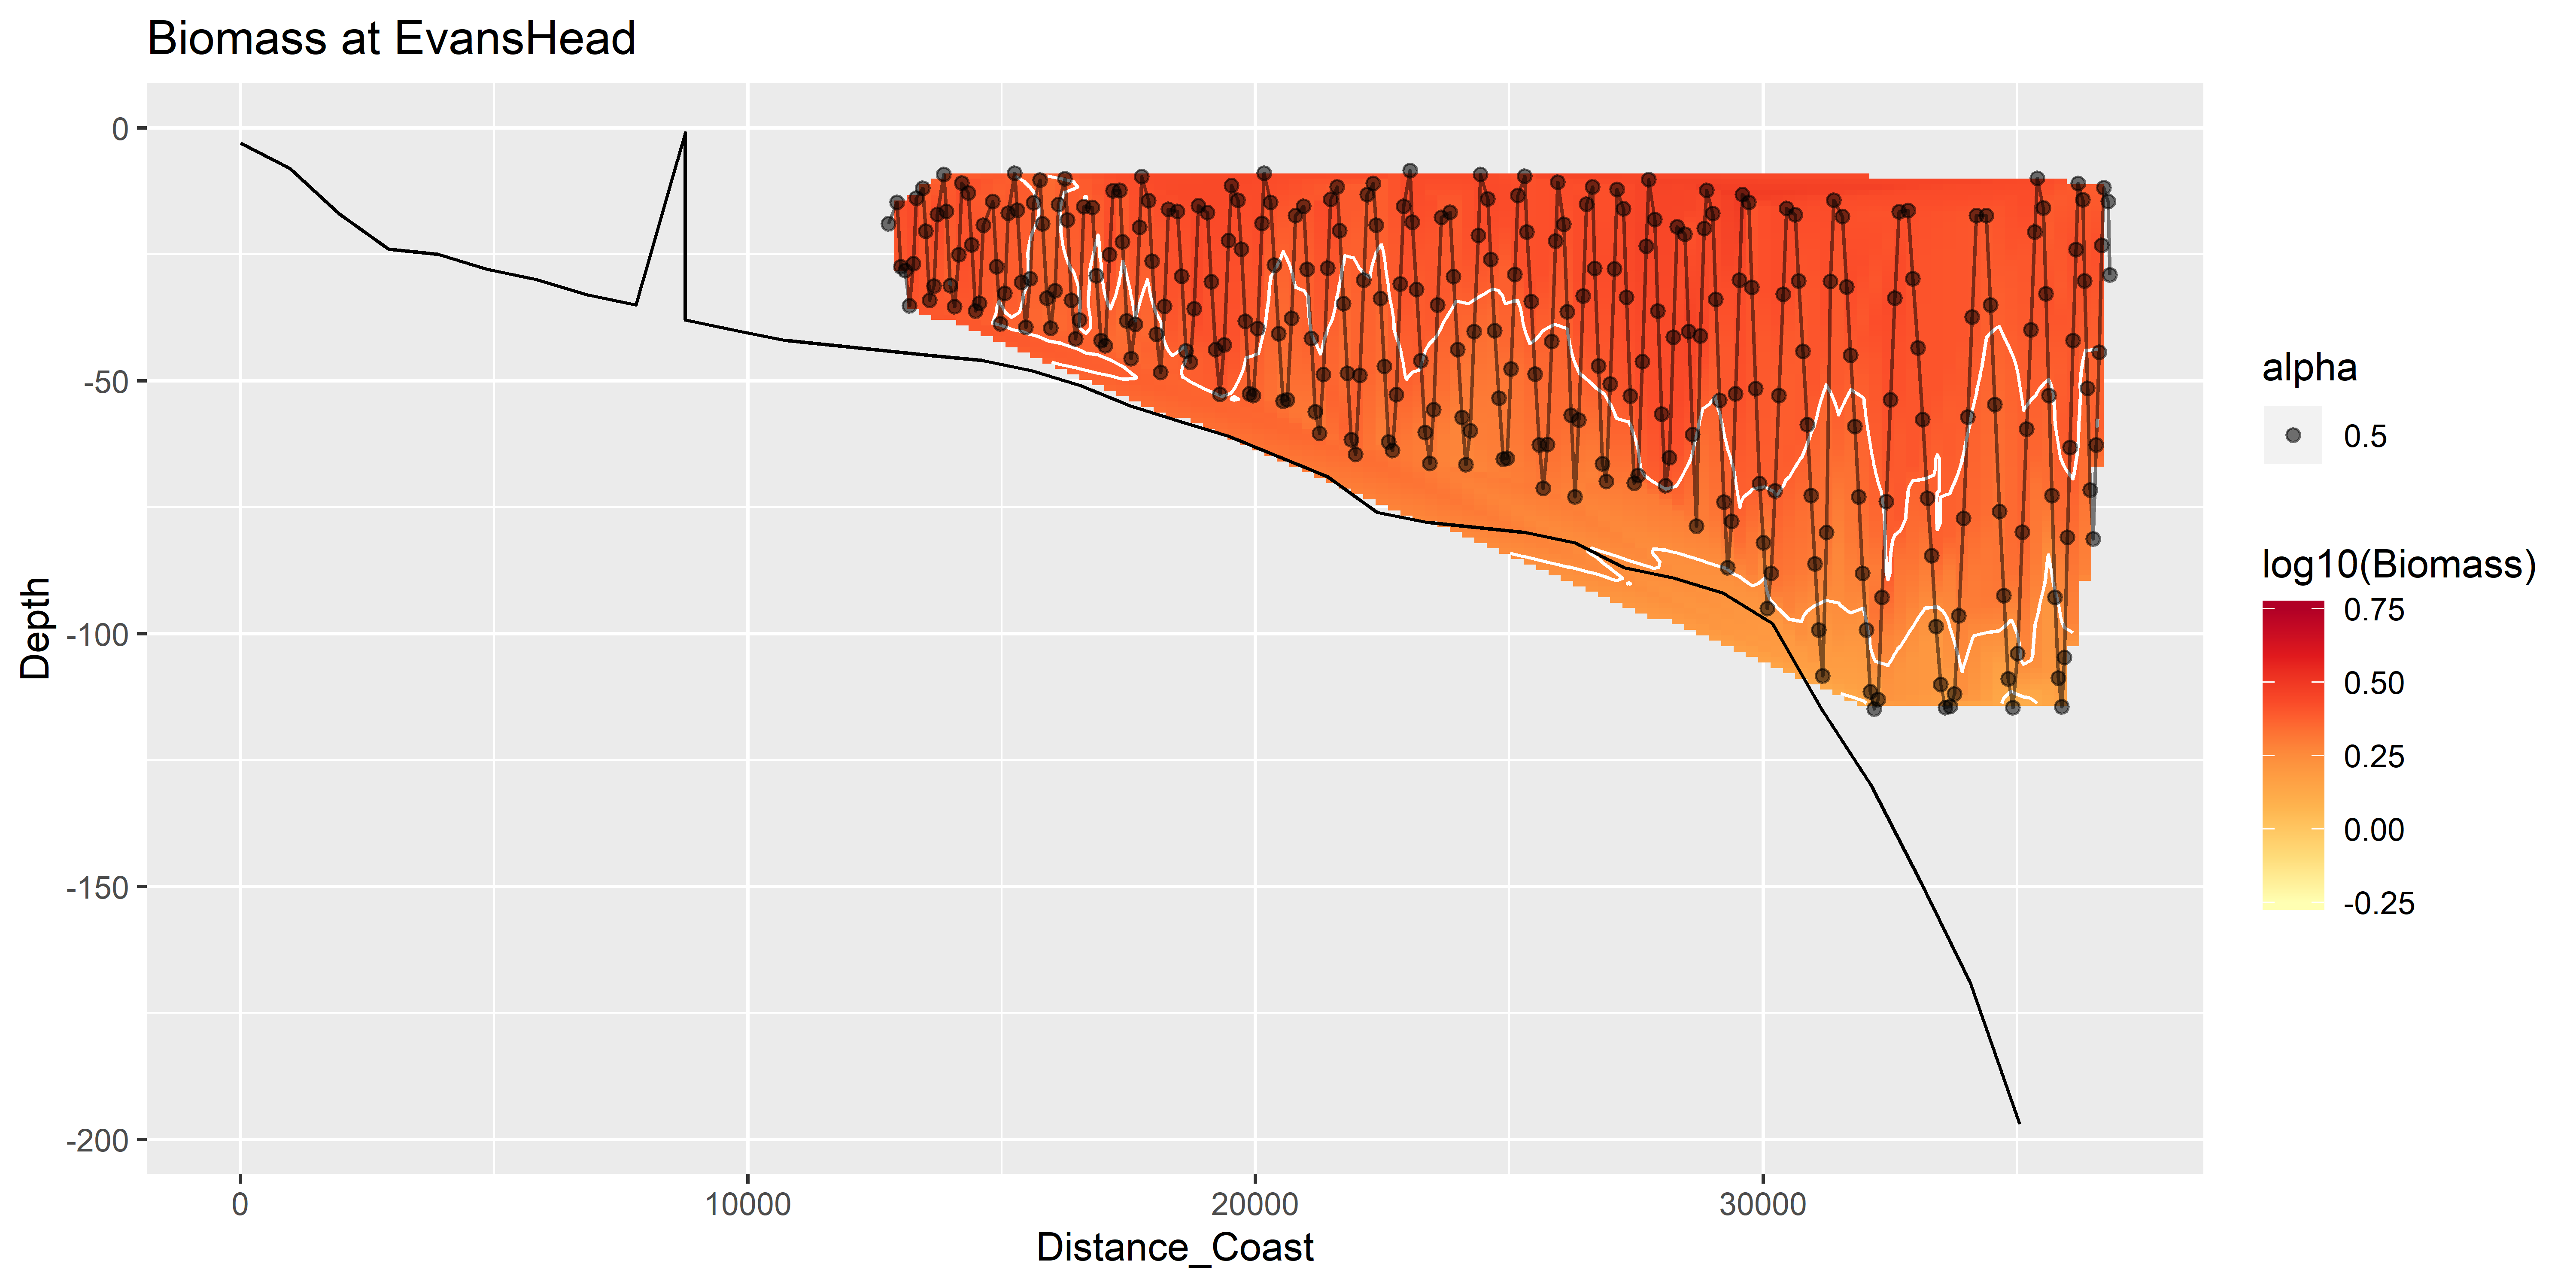 Biomass at EvansHead
Depth
0
-50
-100
-150
-200
0 10000 20000 30000
Distance_Coast
alpha
0.5
log10(Biomass)
0.75
0.50
0.25
0.00
-0.25